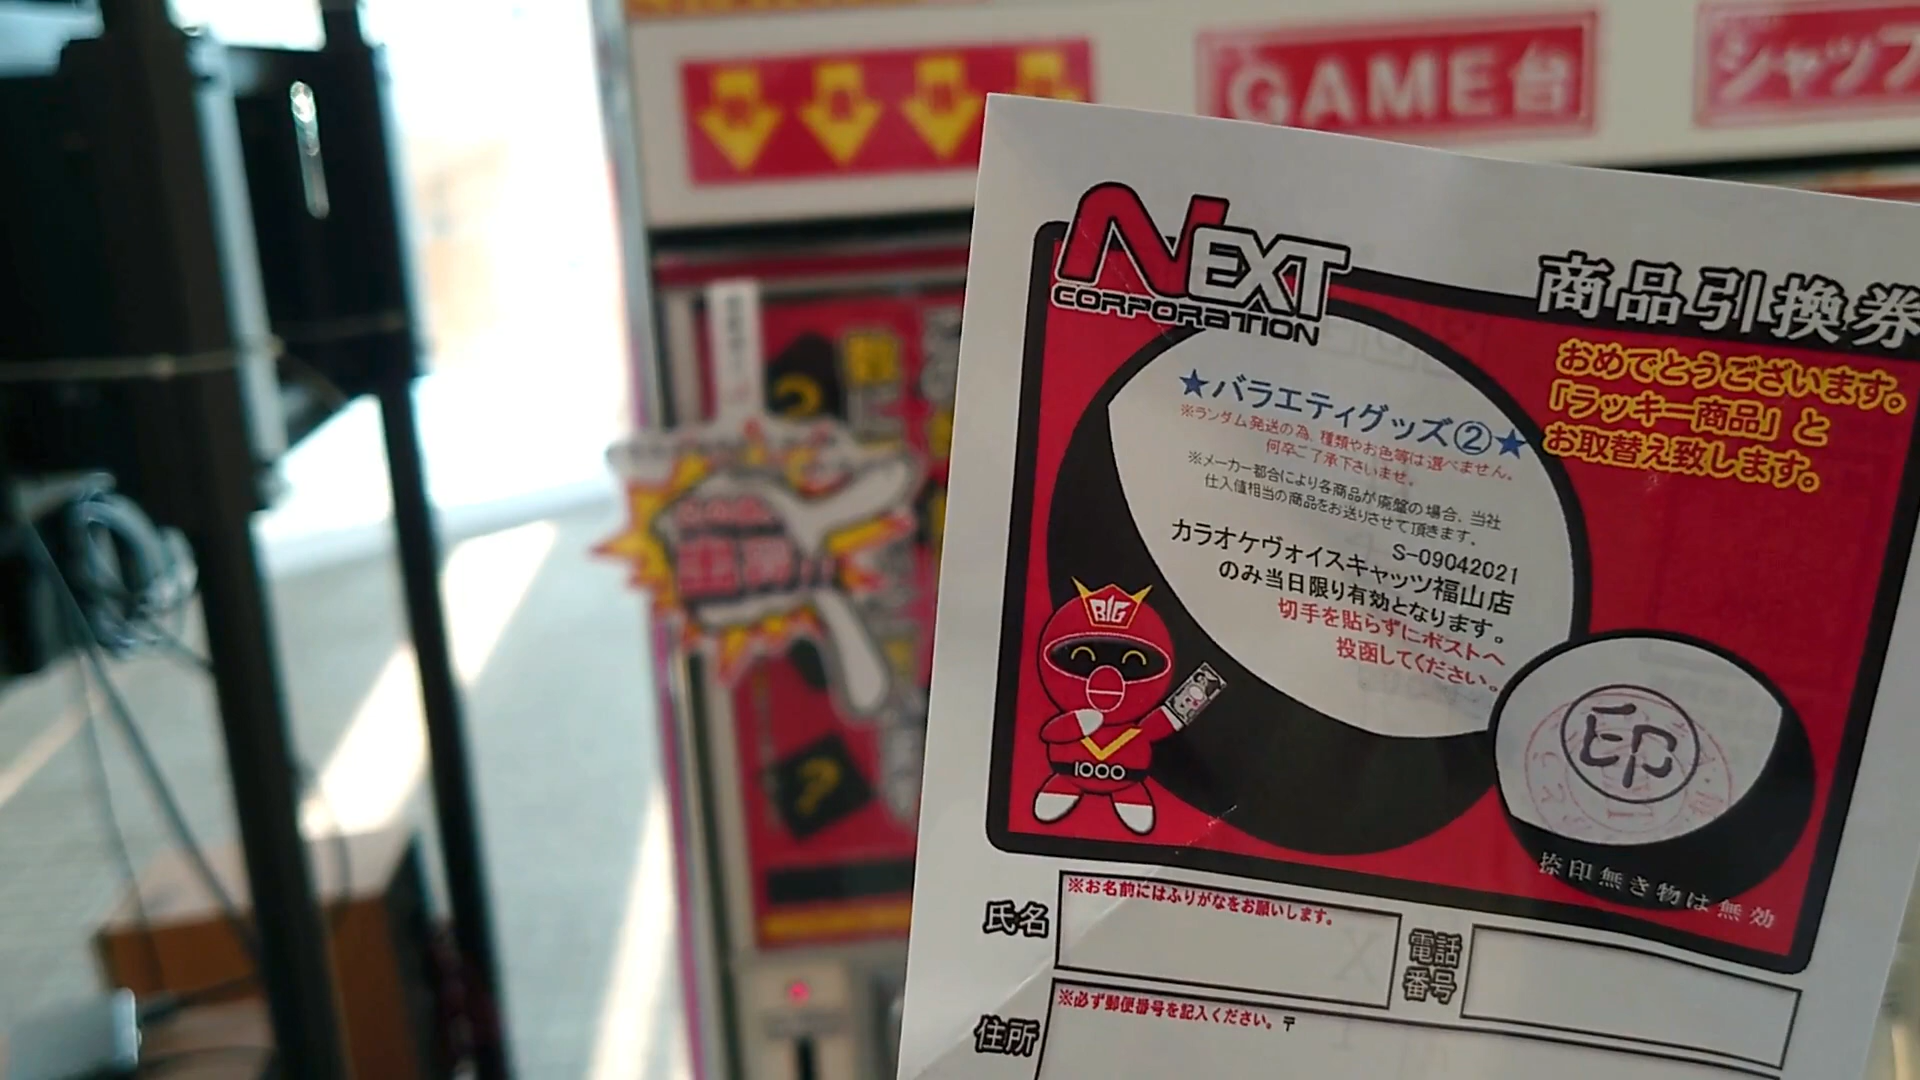 GAME台
シャッフ
NEXT
CORPORATION
商品引換券
おめでとうございます。
「ラッキー商品」と
お取替え致します。
★バラエティグッズ②★
※ランダム発送の為、種類やお色等は選べません。
何卒ご了承下さいませ。
※メーカー都合により各商品が廃盤の場合、当社
仕入値相当の商品をお送りさせて頂きます。
S-09042021
カラオケヴォイスキャッツ福山店
のみ当日限り有効となります。
切手を貼らずにポストへ
投函してください。
BIG
1000
印
捺印無き物は無効
氏名
※お名前にはふりがなをお願いします。
電話
番号
住所
※必ず郵便番号を記入ください。〒